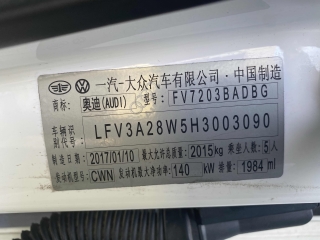 一汽-大众汽车有限公司·中国制造
商标: 奥迪(AUDI) 型号: FV7203BADBG
车辆识别代号: LFV3A28W5H3003090
制造年月: 2017/01/10 最大允许总质量: 2015kg 乘坐人数: 5人
发动机型号: CWN 发动机最大净功率: 140 kW 排量: 1984 ml